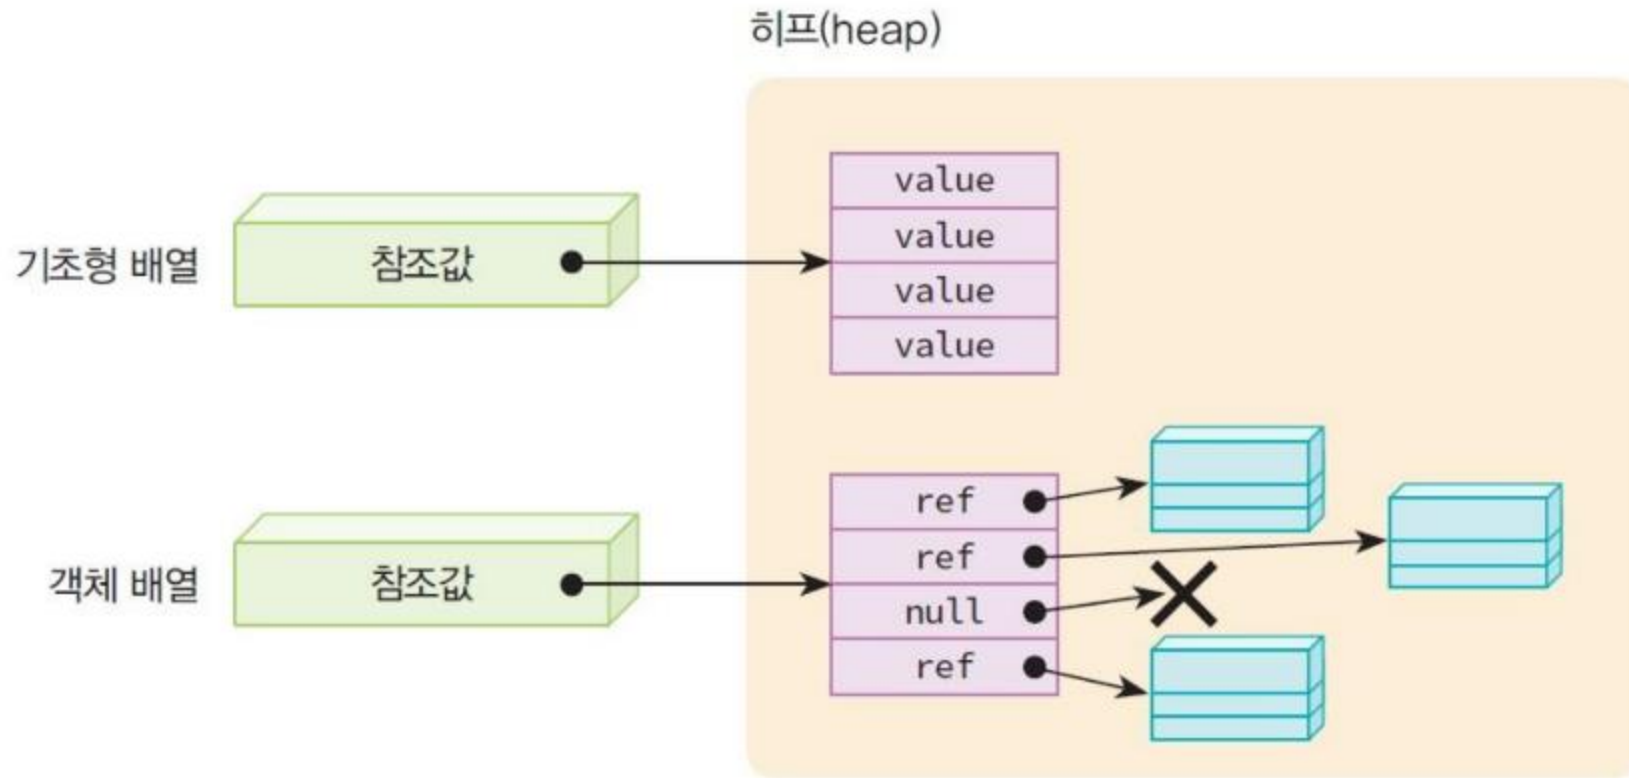 히프(heap)
기초형 배열
참조값
value
value
value
value
객체 배열
참조값
ref
ref
null
ref